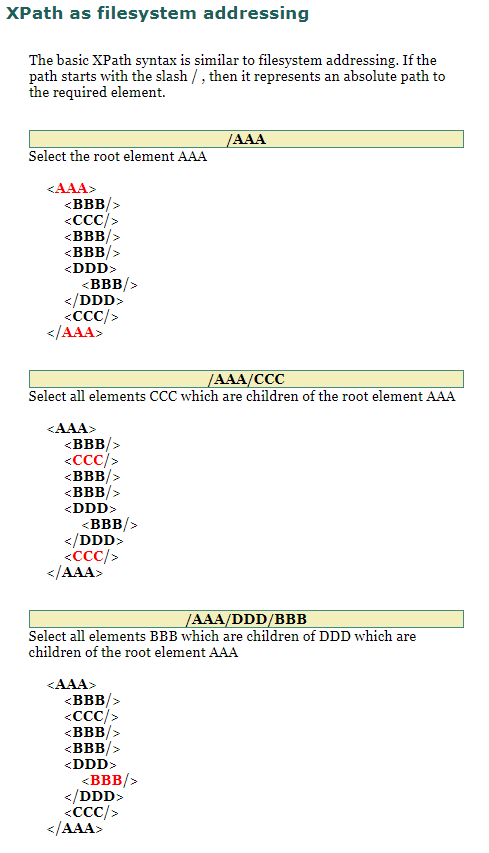 XPath as filesystem addressing
The basic XPath syntax is similar to filesystem addressing. If the
path starts with the slash / , then it represents an absolute path to
the required element.
/AAA
Select the root element AAA
<AAA>
<BBB/>
<CCC/>
<BBB/>
<BBB/>
<DDD>
<BBB/>
</DDD>
<CCC/>
</AAA>
/AAA/CCC
Select all elements CCC which are children of the root element AAA
<AAA>
<BBB/>
<CCC/>
<BBB/>
<BBB/>
<DDD>
<BBB/>
</DDD>
<CCC/>
</AAA>
/AAA/DDD/BBB
Select all elements BBB which are children of DDD which are
children of the root element AAA
<AAA>
<BBB/>
<CCC/>
<BBB/>
<BBB/>
<DDD>
<BBB/>
</DDD>
<CCC/>
</AAA>